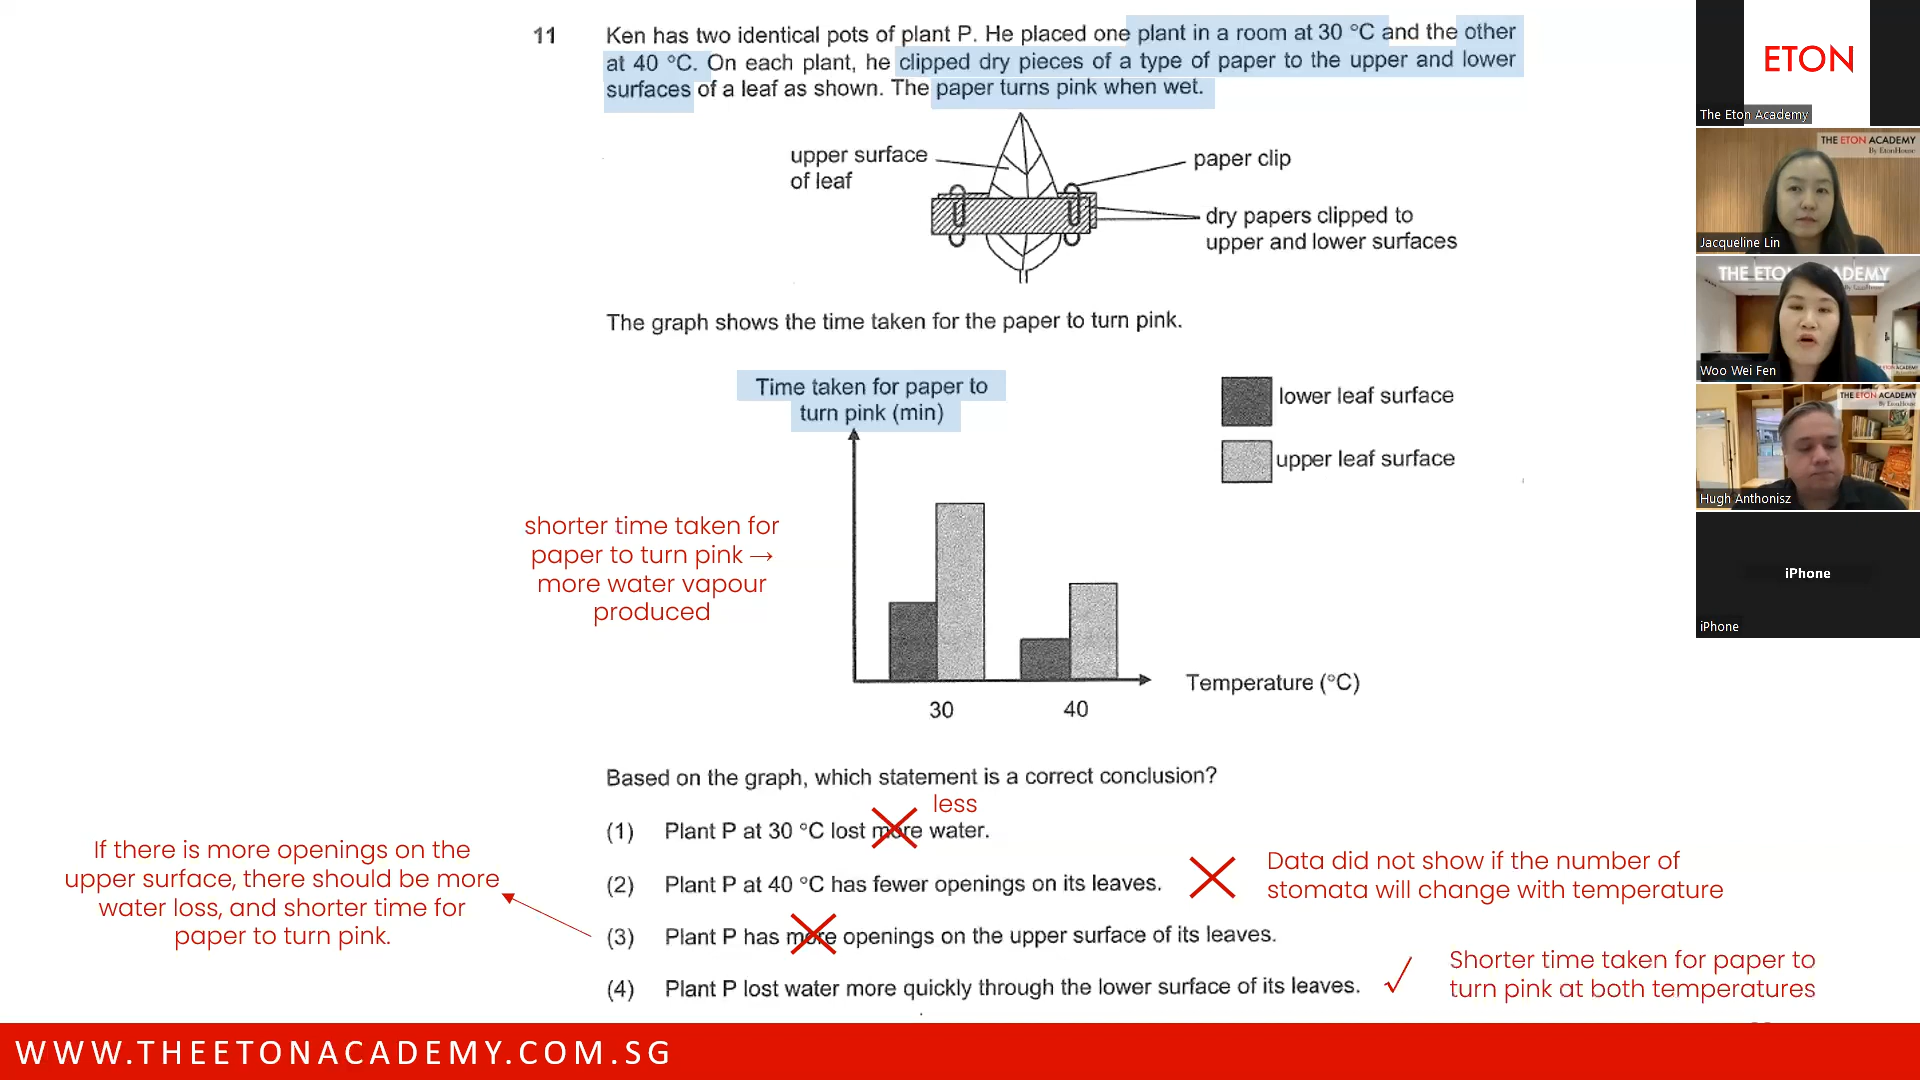 11
Ken has two identical pots of plant P. He placed one plant in a room at 30 °C and the other
at 40 °C. On each plant, he clipped dry pieces of a type of paper to the upper and lower
surfaces of a leaf as shown. The paper turns pink when wet.
upper surface
of leaf
paper clip
dry papers clipped to
upper and lower surfaces
The graph shows the time taken for the paper to turn pink.
Time taken for paper to
turn pink (min)
lower leaf surface
upper leaf surface
shorter time taken for
paper to turn pink →
more water vapour
produced
Temperature (°C)
30
40
Based on the graph, which statement is a correct conclusion?
less
(1) Plant P at 30 °C lost more water.
(2) Plant P at 40 °C has fewer openings on its leaves.
Data did not show if the number of
stomata will change with temperature
If there is more openings on the
upper surface, there should be more
water loss, and shorter time for
paper to turn pink.
(3) Plant P has more openings on the upper surface of its leaves.
(4) Plant P lost water more quickly through the lower surface of its leaves.
Shorter time taken for paper to
turn pink at both temperatures
WWW.THEETONACADEMY.COM.SG
ETON
The Eton Academy
THE ETON ACADEMY
By EtonHouse
Jacqueline Lin
THE ETO ADEMY
Woo Wei Fen
THE ETON ACADEMY
By EtonHouse
Hugh Anthonisz
iPhone
iPhone